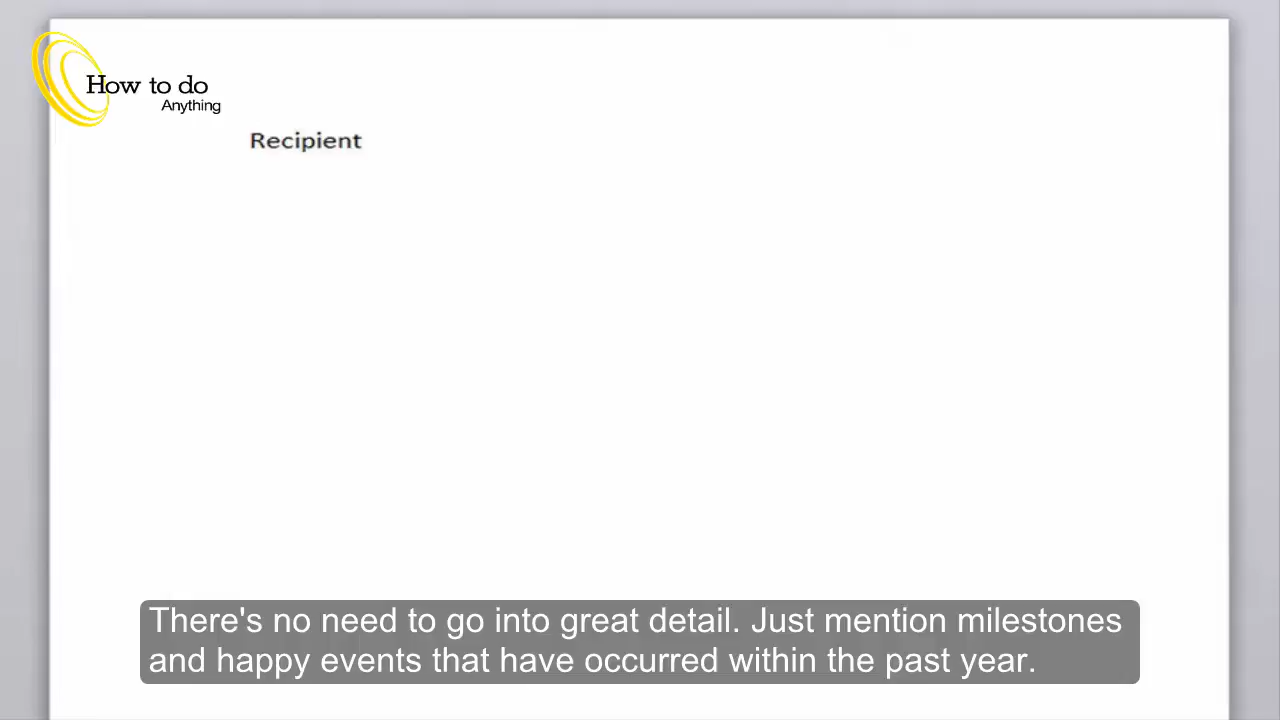 How to do
Anything
Recipient
There's no need to go into great detail. Just mention milestones
and happy events that have occurred within the past year.